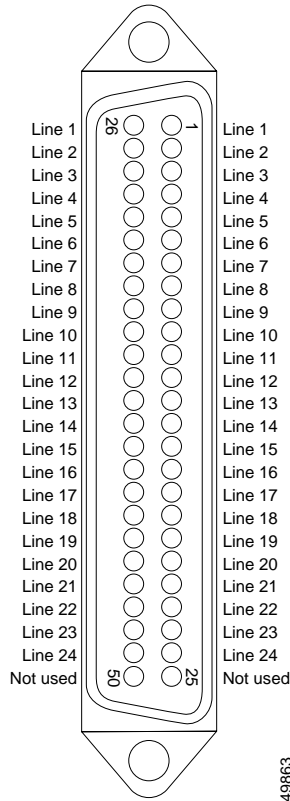 Line 1 26 1 Line 1
Line 2 Line 2
Line 3 Line 3
Line 4 Line 4
Line 5 Line 5
Line 6 Line 6
Line 7 Line 7
Line 8 Line 8
Line 9 Line 9
Line 10 Line 10
Line 11 Line 11
Line 12 Line 12
Line 13 Line 13
Line 14 Line 14
Line 15 Line 15
Line 16 Line 16
Line 17 Line 17
Line 18 Line 18
Line 19 Line 19
Line 20 Line 20
Line 21 Line 21
Line 22 Line 22
Line 23 Line 23
Line 24 Line 24
Not used 50 25 Not used
49863